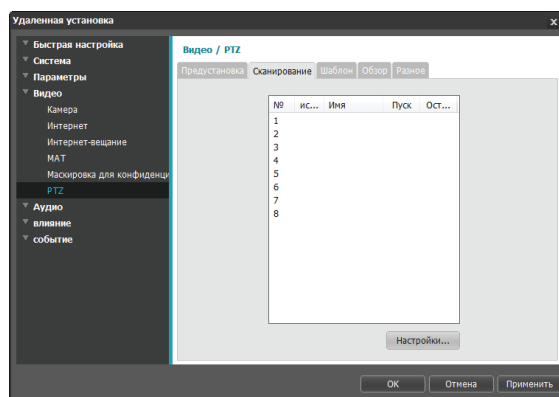 Удаленная установка x
Быстрая настройка
Система
Параметры
Видео
Камера
Интернет
Интернет-вещание
MAT
Маскировка для конфиденци
PTZ
Аудио
влияние
событие
Видео / PTZ
Предустановка Сканирование Шаблон Обзор Разное
№ ис... Имя Пуск Ост...
1
2
3
4
5
6
7
8
Настройки...
OK Отмена Применить